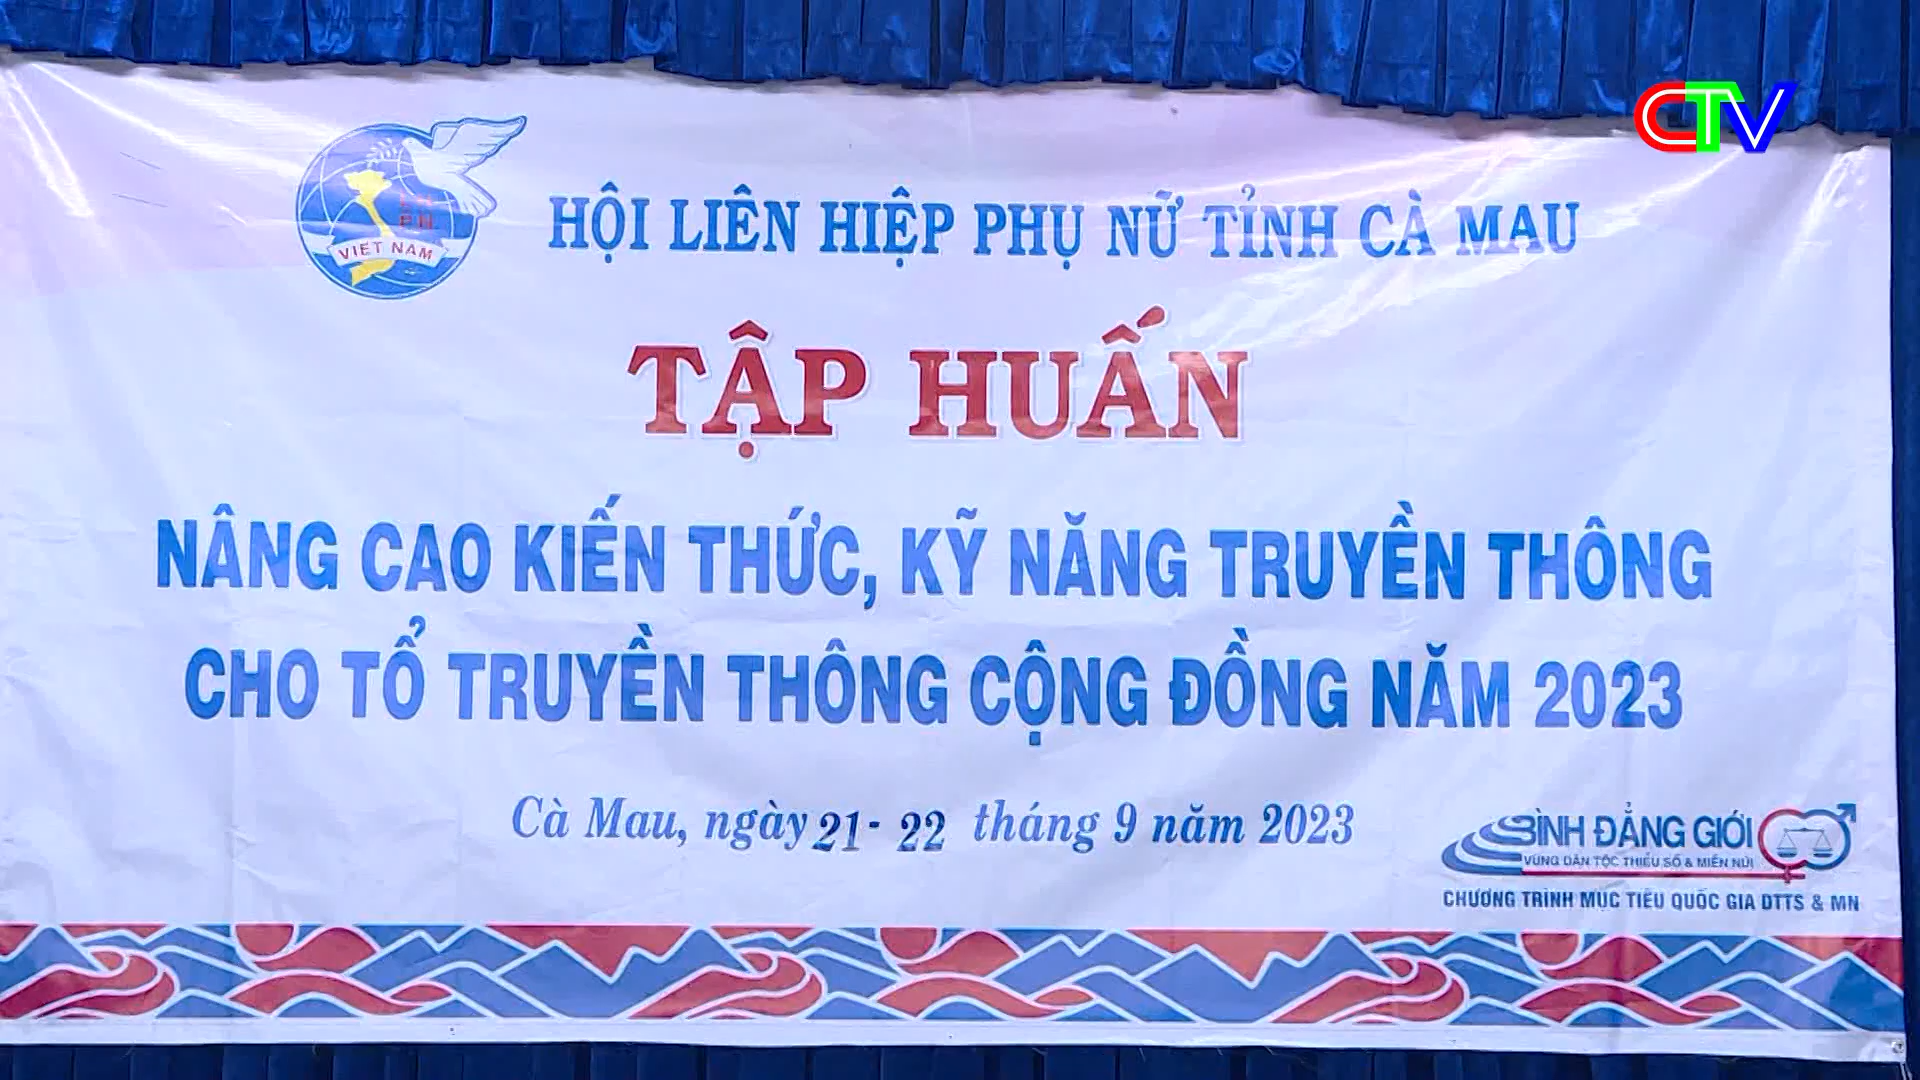 CTV
VIỆT NAM
HỘI LIÊN HIỆP PHỤ NỮ TỈNH CÀ MAU
TẬP HUẤN
NÂNG CAO KIẾN THỨC, KỸ NĂNG TRUYỀN THÔNG
CHO TỔ TRUYỀN THÔNG CỘNG ĐỒNG NĂM 2023
Cà Mau, ngày 21 - 22 tháng 9 năm 2023
BÌNH ĐẲNG GIỚI
VÙNG DÂN TỘC THIỂU SỐ & MIỀN NÚI
CHƯƠNG TRÌNH MỤC TIÊU QUỐC GIA DTTS & MN